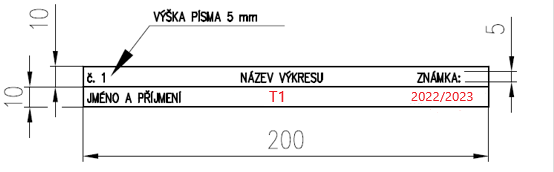 VÝŠKA PÍSMA 5 mm
5
10
č. 1 NÁZEV VÝKRESU ZNÁMKA:
10
JMÉNO A PŘÍJMENÍ T1 2022/2023
200